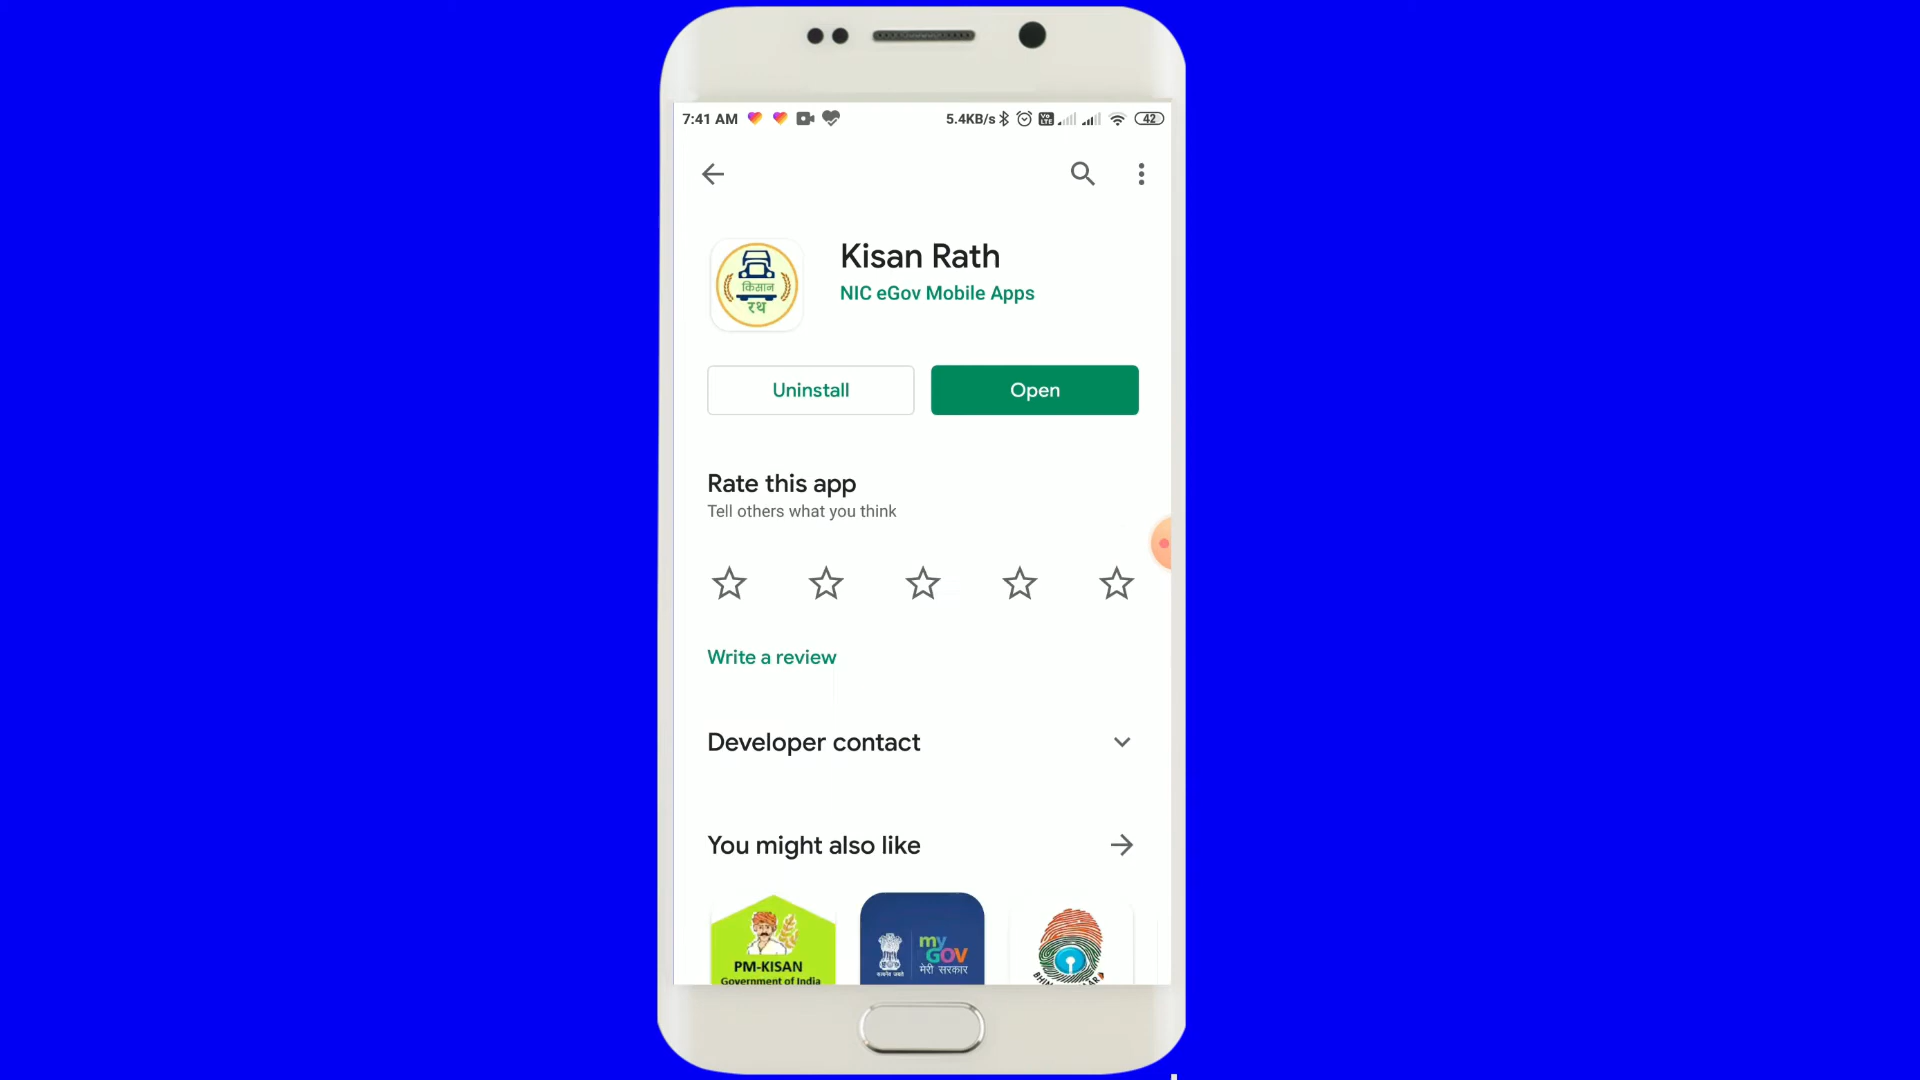 7:41 AM 5.4KB/s 42
किसान
रथ
Kisan Rath
NIC eGov Mobile Apps
Uninstall Open
Rate this app
Tell others what you think
Write a review
Developer contact
You might also like
PM-KISAN
Government of India
my
GOV
मेरी सरकार